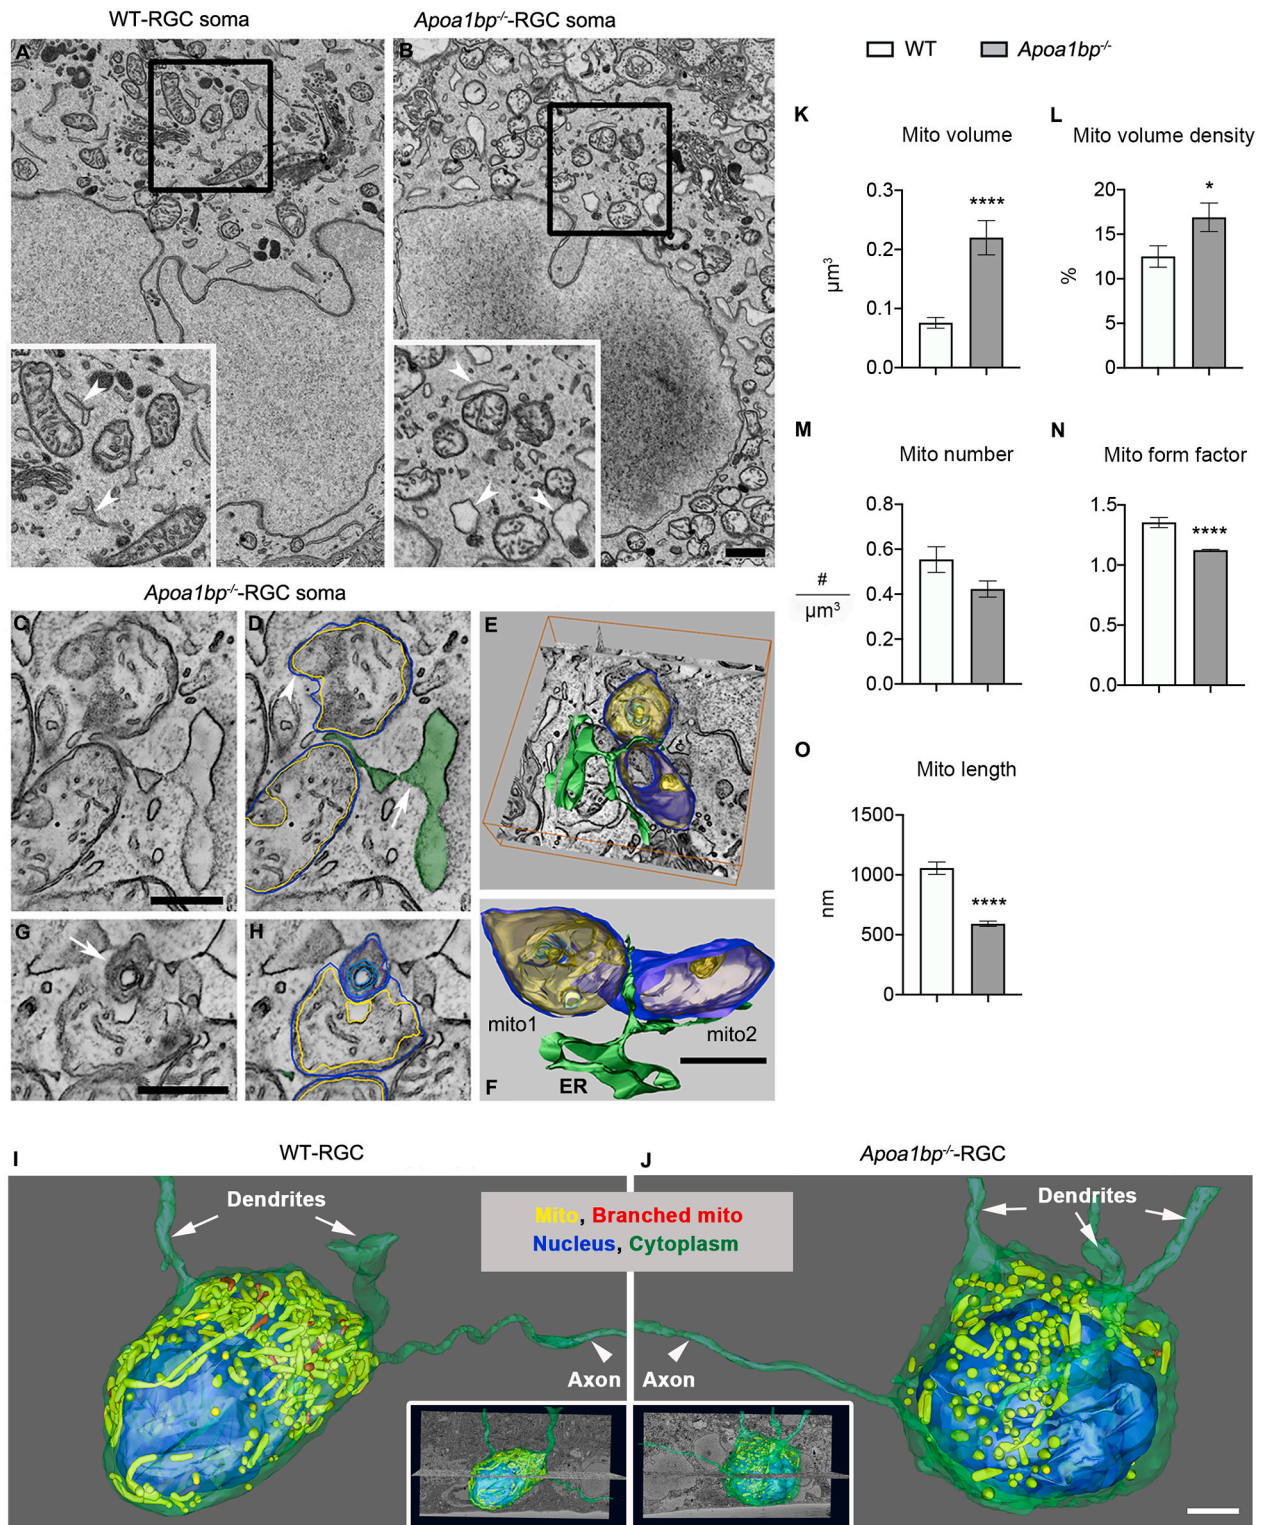 WT-RGC soma
Apoa1bp-/--RGC soma
A
B
WT
Apoa1bp-/-
K
Mito volume
0.3
0.2
0.1
0.0
µm3
****
L
Mito volume density
20
15
10
5
0
%
*
M
Mito number
0.8
0.6
0.4
0.2
0.0
#
µm3
N
Mito form factor
1.5
1.0
0.5
0.0
****
O
Mito length
1500
1000
500
0
nm
****
Apoa1bp-/--RGC soma
C
D
E
G
H
F
mito1
mito2
ER
I
WT-RGC
J
Apoa1bp-/--RGC
Dendrites
Dendrites
Mito, Branched mito
Nucleus, Cytoplasm
Axon
Axon